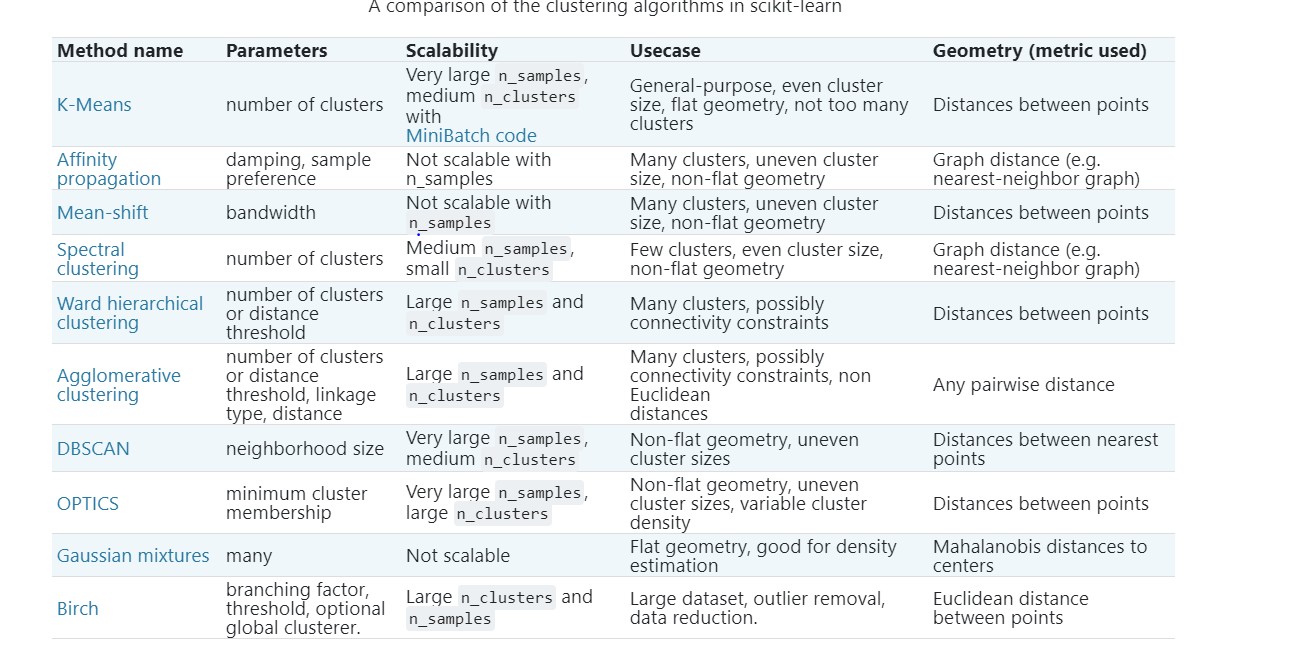 A comparison of the clustering algorithms in scikit-learn
Method name Parameters Scalability Usecase Geometry (metric used)
K-Means
number of clusters
Very large n_samples,
medium n_clusters
with
MiniBatch code
General-purpose, even cluster
size, flat geometry, not too many
clusters
Distances between points
Affinity
propagation
damping, sample
preference
Not scalable with
n_samples
Many clusters, uneven cluster
size, non-flat geometry
Graph distance (e.g.
nearest-neighbor graph)
Mean-shift
bandwidth
Not scalable with
n_samples
Many clusters, uneven cluster
size, non-flat geometry
Distances between points
Spectral
clustering
number of clusters
Medium n_samples,
small n_clusters
Few clusters, even cluster size,
non-flat geometry
Graph distance (e.g.
nearest-neighbor graph)
Ward hierarchical
clustering
number of clusters
or distance
threshold
Large n_samples and
n_clusters
Many clusters, possibly
connectivity constraints
Distances between points
Agglomerative
clustering
number of clusters
or distance
threshold, linkage
type, distance
Large n_samples and
n_clusters
Many clusters, possibly
connectivity constraints, non
Euclidean
distances
Any pairwise distance
DBSCAN
neighborhood size
Very large n_samples,
medium n_clusters
Non-flat geometry, uneven
cluster sizes
Distances between nearest
points
OPTICS
minimum cluster
membership
Very large n_samples,
large n_clusters
Non-flat geometry, uneven
cluster sizes, variable cluster
density
Distances between points
Gaussian mixtures
many
Not scalable
Flat geometry, good for density
estimation
Mahalanobis distances to
centers
Birch
branching factor,
threshold, optional
global clusterer.
Large n_clusters and
n_samples
Large dataset, outlier removal,
data reduction.
Euclidean distance
between points